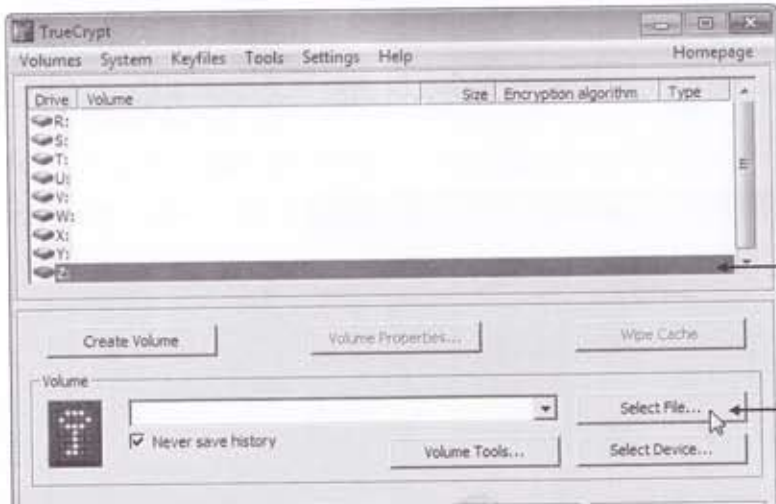 TrueCrypt
Volumes System Keyfiles Tools Settings Help Homepage
Drive Volume Size Encryption algorithm Type
R:
S:
T:
U:
V:
W:
X:
Y:
Z:
Create Volume Volume Properties... Wipe Cache
Volume
Select File...
Never save history
Volume Tools... Select Device...